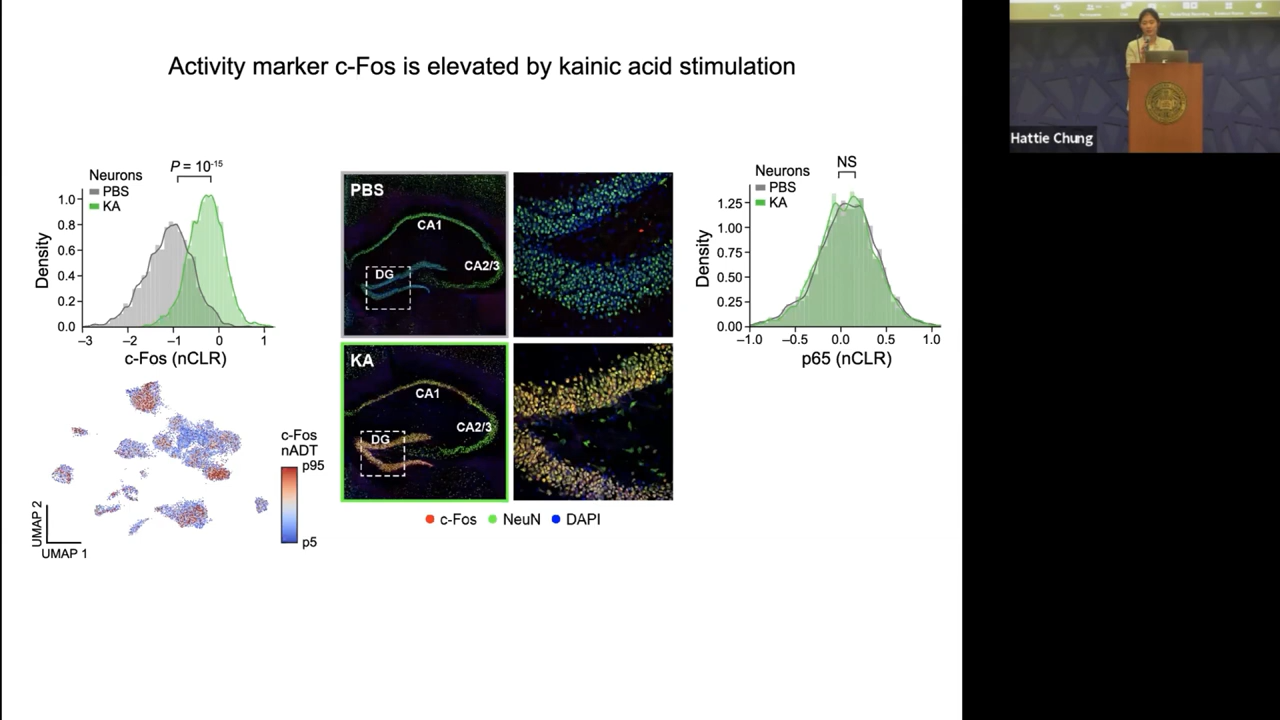 Activity marker c-Fos is elevated by kainic acid stimulation
Neurons
PBS
KA
P = 10-15
1.0
0.8
0.6
0.4
0.2
0.0
Density
−3 −2 −1 0 1
c-Fos (nCLR)
c-Fos
nADT
p95
p5
UMAP 2
UMAP 1
PBS
CA1
CA2/3
DG
KA
CA1
CA2/3
DG
c-Fos NeuN DAPI
Neurons
PBS
KA
NS
1.25
1.00
0.75
0.50
0.25
0.00
Density
−1.0 −0.5 0.0 0.5 1.0
p65 (nCLR)
Hattie Chung